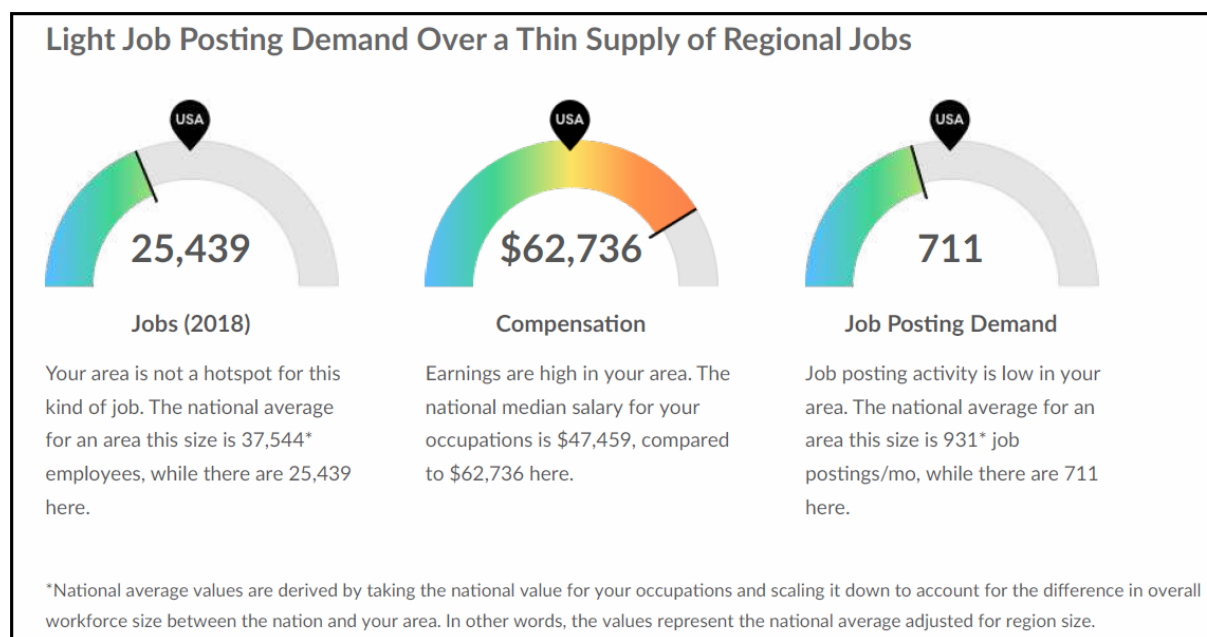 Light Job Posting Demand Over a Thin Supply of Regional Jobs
USA
25,439
Jobs (2018)
Your area is not a hotspot for this
kind of job. The national average
for an area this size is 37,544*
employees, while there are 25,439
here.
USA
$62,736
Compensation
Earnings are high in your area. The
national median salary for your
occupations is $47,459, compared
to $62,736 here.
USA
711
Job Posting Demand
Job posting activity is low in your
area. The national average for an
area this size is 931* job
postings/mo, while there are 711
here.
*National average values are derived by taking the national value for your occupations and scaling it down to account for the difference in overall
workforce size between the nation and your area. In other words, the values represent the national average adjusted for region size.